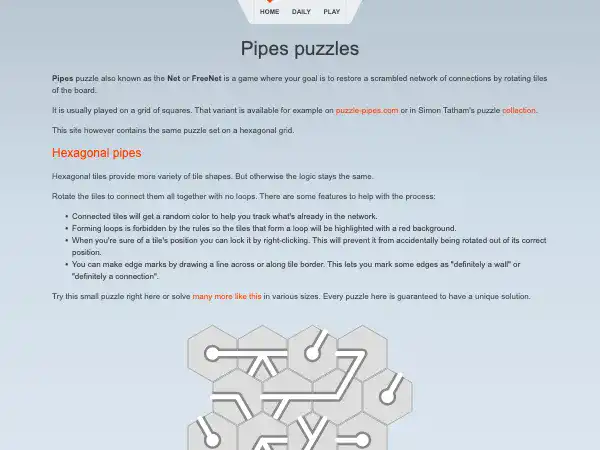 HOME DAILY PLAY
Pipes puzzles
Pipes puzzle also known as the Net or FreeNet is a game where your goal is to restore a scrambled network of connections by rotating tiles
of the board.
It is usually played on a grid of squares. That variant is available for example on puzzle-pipes.com or in Simon Tatham's puzzle collection.
This site however contains the same puzzle set on a hexagonal grid.
Hexagonal pipes
Hexagonal tiles provide more variety of tile shapes. But otherwise the logic stays the same.
Rotate the tiles to connect them all together with no loops. There are some features to help with the process:
• Connected tiles will get a random color to help you track what's already in the network.
• Forming loops is forbidden by the rules so the tiles that form a loop will be highlighted with a red background.
• When you're sure of a tile's position you can lock it by right-clicking. This will prevent it from accidentally being rotated out of its correct
position.
• You can make edge marks by drawing a line across or along tile border. This lets you mark some edges as "definitely a wall" or
"definitely a connection".
Try this small puzzle right here or solve many more like this in various sizes. Every puzzle here is guaranteed to have a unique solution.